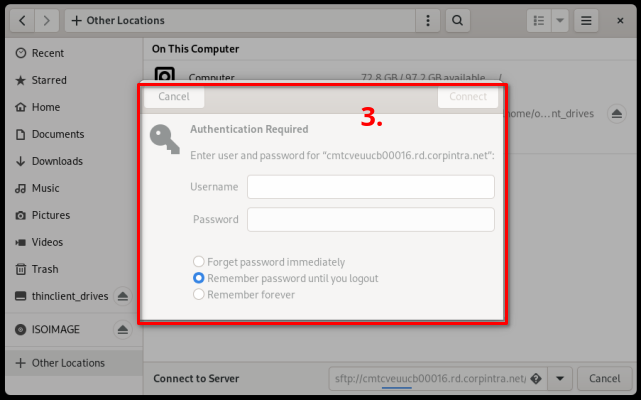 Other Locations
On This Computer
Recent
Computer
72.8 GB / 97.2 GB available
/
Starred
Cancel
3.
Connect
Home
Authentication Required
Documents
Enter user and password for "cmtcveuucb00016.rd.corpintra.net":
Downloads
Username
Music
Password
Pictures
Videos
Forget password immediately
Trash
Remember password until you logout
thinclient_drives
Remember forever
ISOIMAGE
Other Locations
Connect to Server
sftp://cmtcveuucb00016.rd.corpintra.net/
Cancel